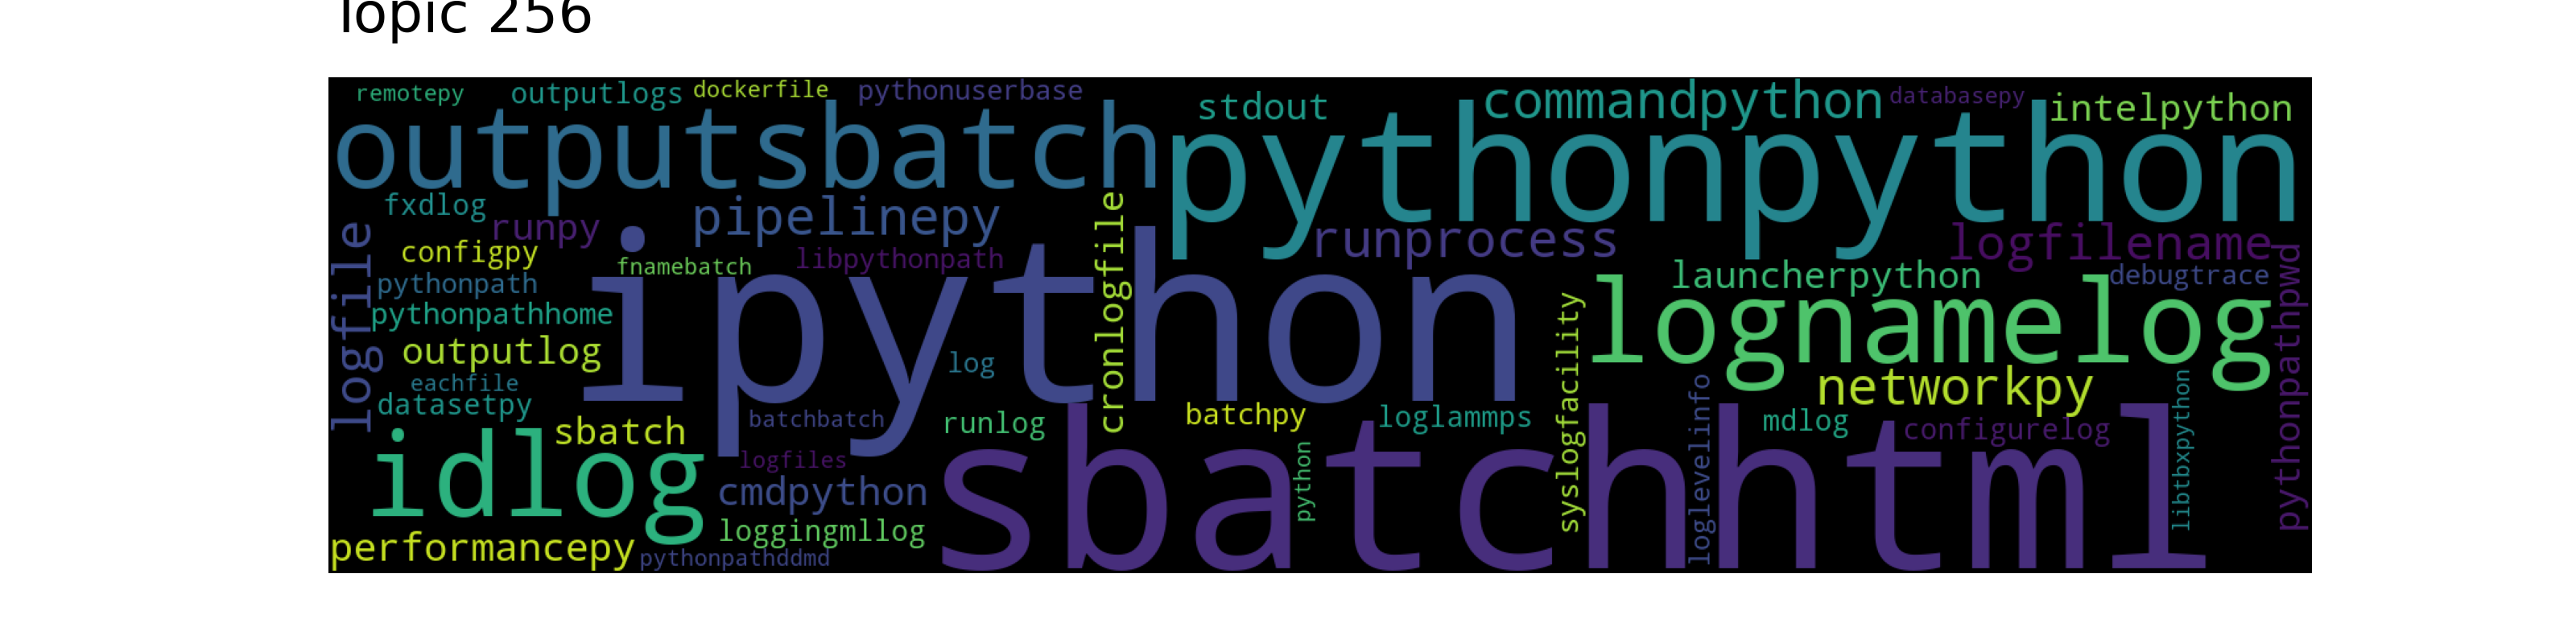 Topic 256
remotepy outputlogs dockerfile pythonuserbase stdout commandpython databasepy intelpython
outputsbatch pythonpython
fxdlog runpy pipelinepy runprocess logfilename
configpy fnamebatch libpythonpath launcherpython debugtrace
pythonpath
pythonpathhome ipython lognamelog
outputlog log networkpy
eachfile
datasetpy batchbatch runlog batchpy loglammps mdlog configurelog
sbatch
idlog logfiles sbatchhtml
cmdpython
loggingmllog
performancepy pythonpathddmd
logfile
cronlogfile
python
syslogfacility
loglevelinfo
libtbxpython
pythonpathpwd